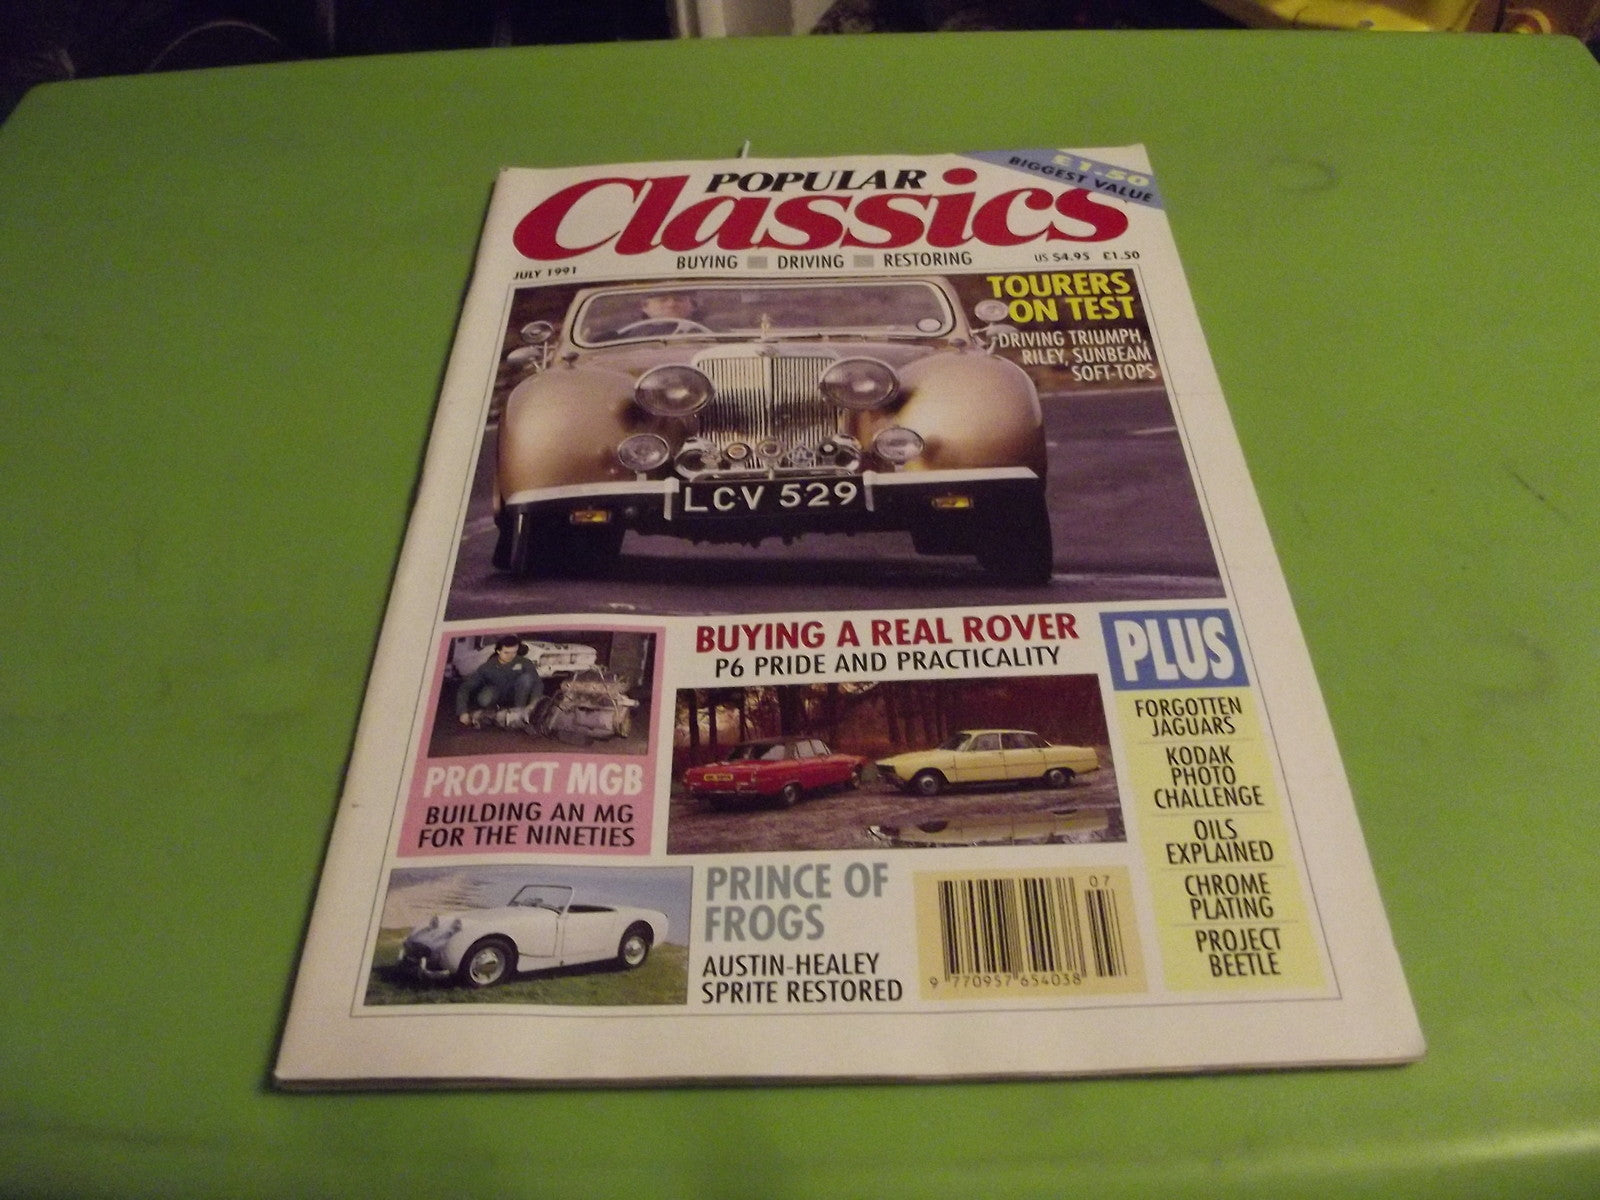 £1.50
BIGGEST VALUE
POPULAR
Classics
JULY 1991
BUYING DRIVING RESTORING
US $4.95 £1.50
TOURERS
ON TEST
DRIVING TRIUMPH,
RILEY, SUNBEAM
SOFT-TOPS
LCV 529
BUYING A REAL ROVER
P6 PRIDE AND PRACTICALITY
PROJECT MGB
BUILDING AN MG
FOR THE NINETIES
PRINCE OF
FROGS
AUSTIN-HEALEY
SPRITE RESTORED
07
9 770957 654038
PLUS
FORGOTTEN
JAGUARS
KODAK
PHOTO
CHALLENGE
OILS
EXPLAINED
CHROME
PLATING
PROJECT
BEETLE